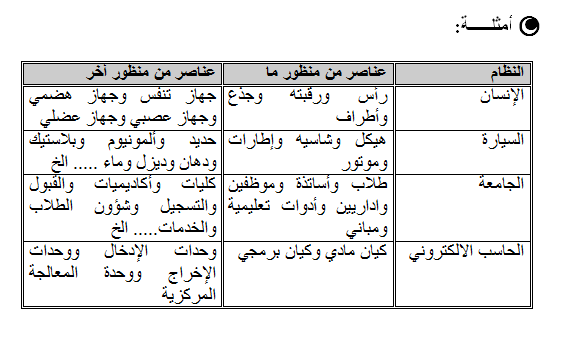 أمثلـــــة:
النظام
عناصر من منظور ما
عناصر من منظور أخر
الإنسان
رأس ورقبته وجذع
وأطراف
جهاز تنفس وجهاز هضمي
وجهاز عصبي وجهاز عضلي
السيارة
هيكل وشاسيه وإطارات
وموتور
حديد وألمونيوم وبلاستيك
ودهان وديزل وماء ..... الخ
الجامعة
طلاب وأساتذة وموظفين
واداريين وأدوات تعليمية
ومباني
كليات وأكاديميات والقبول
والتسجيل وشؤون الطلاب
والخدمات..... الخ
الحاسب الالكتروني
كيان مادي وكيان برمجي
وحدات الإدخال ووحدات
الإخراج ووحدة المعالجة
المركزية